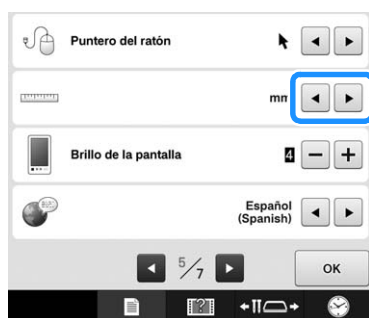 Puntero del ratón
mm
Brillo de la pantalla
4
Español
(Spanish)
5/7
OK